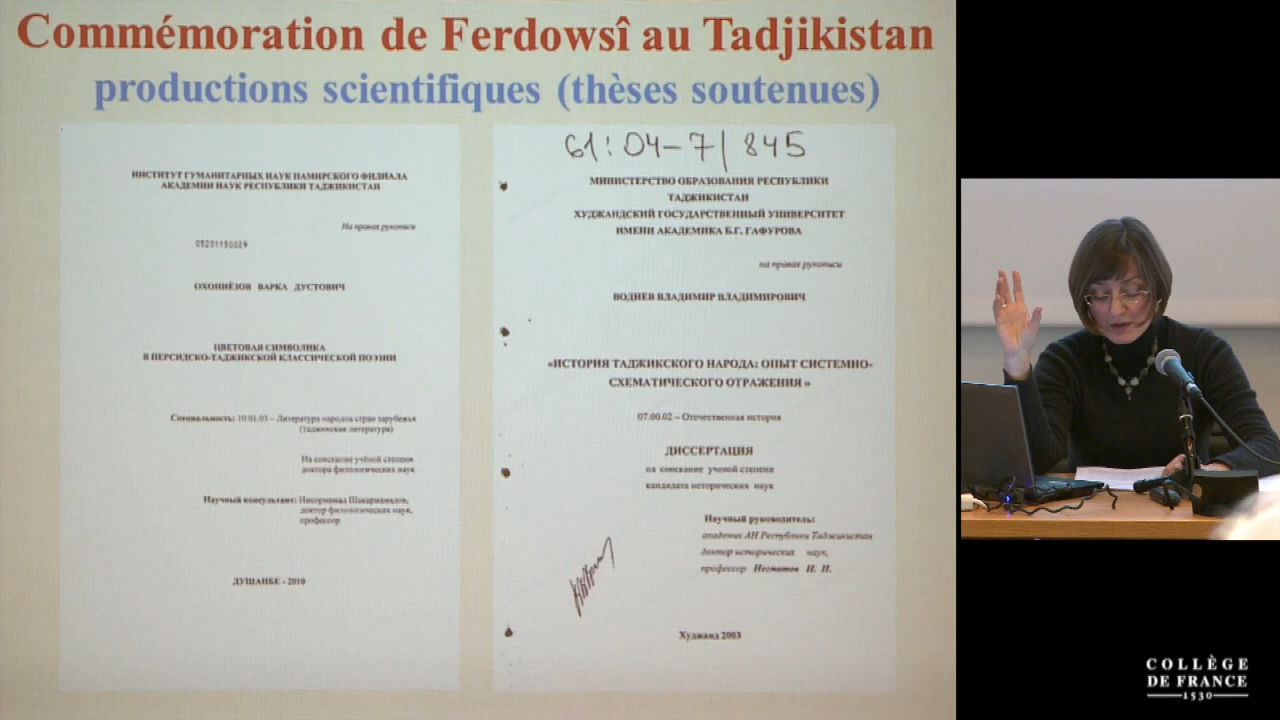 Commémoration de Ferdowsî au Tadjikistan
productions scientifiques (thèses soutenues)
ИНСТИТУТ ГУМАНИТАРНЫХ НАУК ПАМИРСКОГО ФИЛИАЛА
АКАДЕМИИ НАУК РЕСПУБЛИКИ ТАДЖИКИСТАН
На правах рукописи
05201150029
ОХОНИЁЗОВ ВАРКА ДУСТОВИЧ
ЦВЕТОВАЯ СИМВОЛИКА
В ПЕРСИДСКО-ТАДЖИКСКОЙ КЛАССИЧЕСКОЙ ПОЭЗИИ
Специальность: 10.01.03 – Литература народов стран зарубежья
(таджикская литература)
На соискание учёной степени
доктора филологических наук
Научный консультант:
доктор филологических наук,
профессор
ДУШАНБЕ - 2010
61:04-7/845
МИНИСТЕРСТВО ОБРАЗОВАНИЯ РЕСПУБЛИКИ
ТАДЖИКИСТАН
ХУДЖАНДСКИЙ ГОСУДАРСТВЕННЫЙ УНИВЕРСИТЕТ
ИМЕНИ АКАДЕМИКА Б.Г. ГАФУРОВА
на правах рукописи
ВОДНЕВ ВЛАДИМИР ВЛАДИМИРОВИЧ
«ИСТОРИЯ ТАДЖИКСКОГО НАРОДА: ОПЫТ СИСТЕМНО-
СХЕМАТИЧЕСКОГО ОТРАЖЕНИЯ »
07.00.02 – Отечественная история
ДИССЕРТАЦИЯ
на соискание ученой степени
кандидата исторических наук
Научный руководитель:
академик АН Республики Таджикистан
доктор исторических наук,
профессор Негматов Н. Н.
Худжанд 2003
COLLÈGE
DE FRANCE
1530